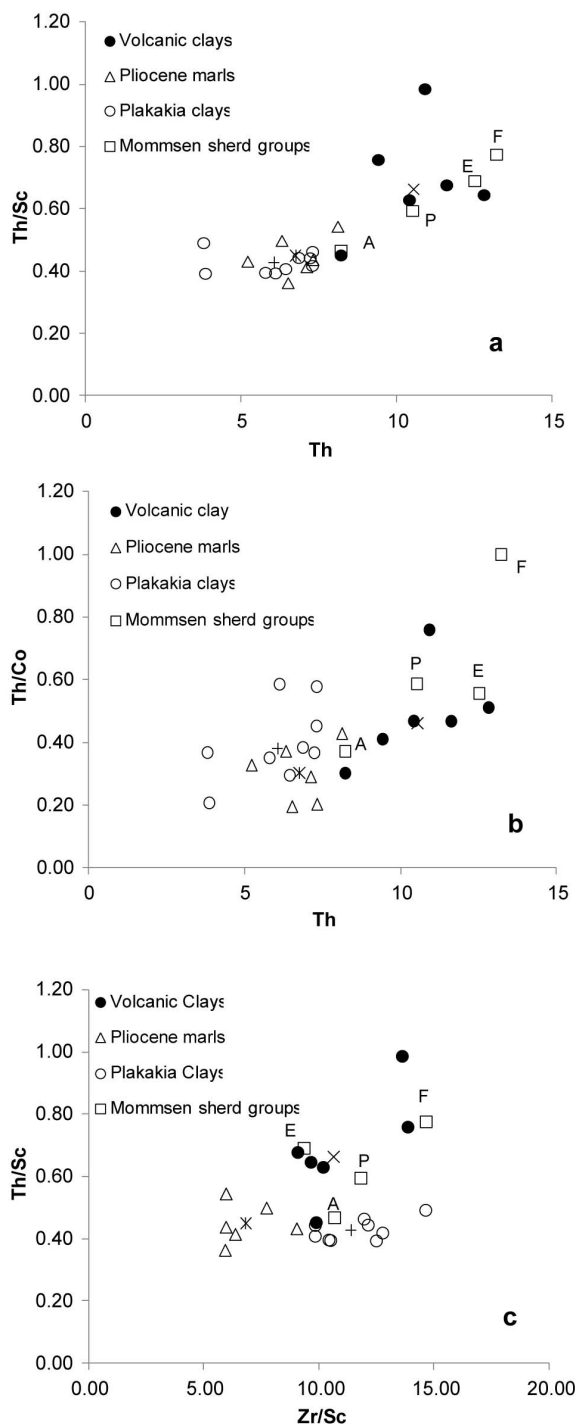 1.20
Volcanic clays
1.00
Pliocene marls
Plakakia clays
0.80
F
Mommsen sherd groups
E
Th/Sc
0.60
P
A
0.40
0.20
a
0.00
0 5 10 15
Th
1.20
Volcanic clay
1.00
Pliocene marls
F
Plakakia clays
0.80
Mommsen sherd groups
P
E
Th/Co
0.60
A
0.40
0.20
b
0.00
0 5 10 15
Th
1.20
Volcanic Clays
Pliocene marls
1.00
Plakakia Clays
F
0.80
Mommsen sherd groups
E
P
Th/Sc
0.60
A
0.40
0.20
c
0.00
0.00 5.00 10.00 15.00 20.00
Zr/Sc